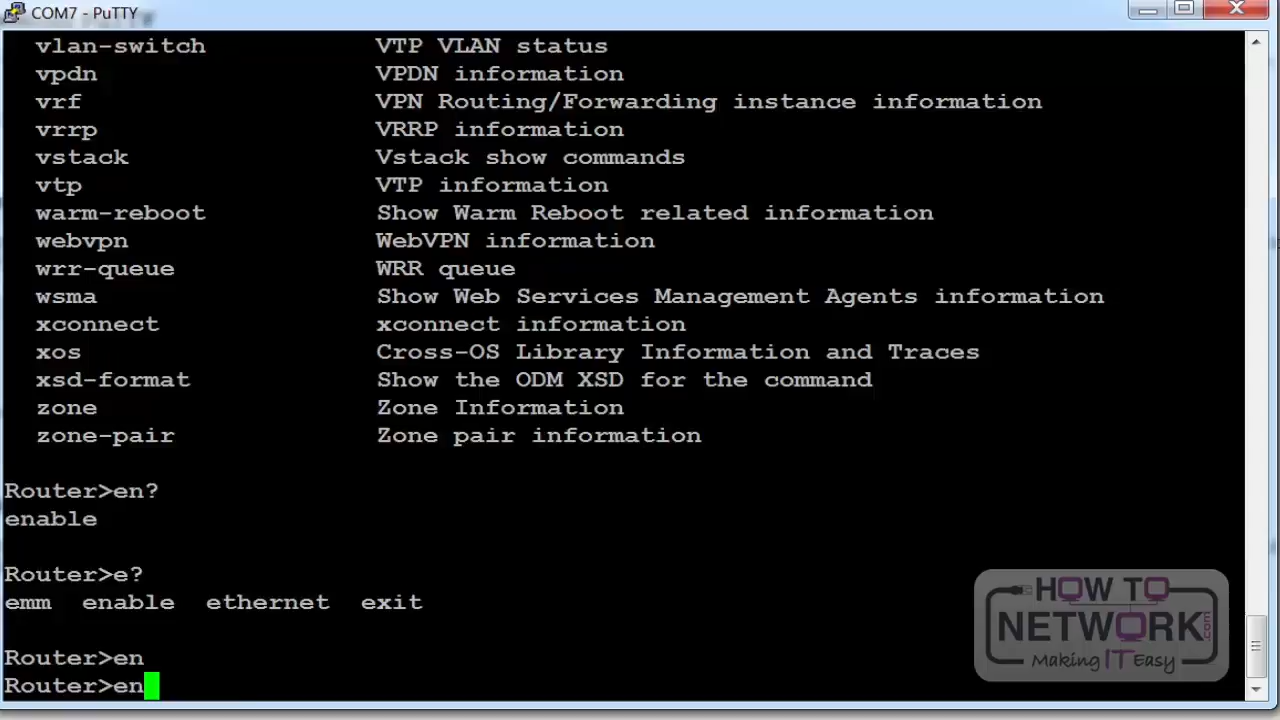 COM7 - PuTTY
vlan-switch VTP VLAN status
vpdn VPDN information
vrf VPN Routing/Forwarding instance information
vrrp VRRP information
vstack Vstack show commands
vtp VTP information
warm-reboot Show Warm Reboot related information
webvpn WebVPN information
wrr-queue WRR queue
wsma Show Web Services Management Agents information
xconnect xconnect information
xos Cross-OS Library Information and Traces
xsd-format Show the ODM XSD for the command
zone Zone Information
zone-pair Zone pair information
Router>en?
enable
Router>e?
emm enable ethernet exit
Router>en
Router>en
HOW TO
NETWORK.com
Making IT Easy